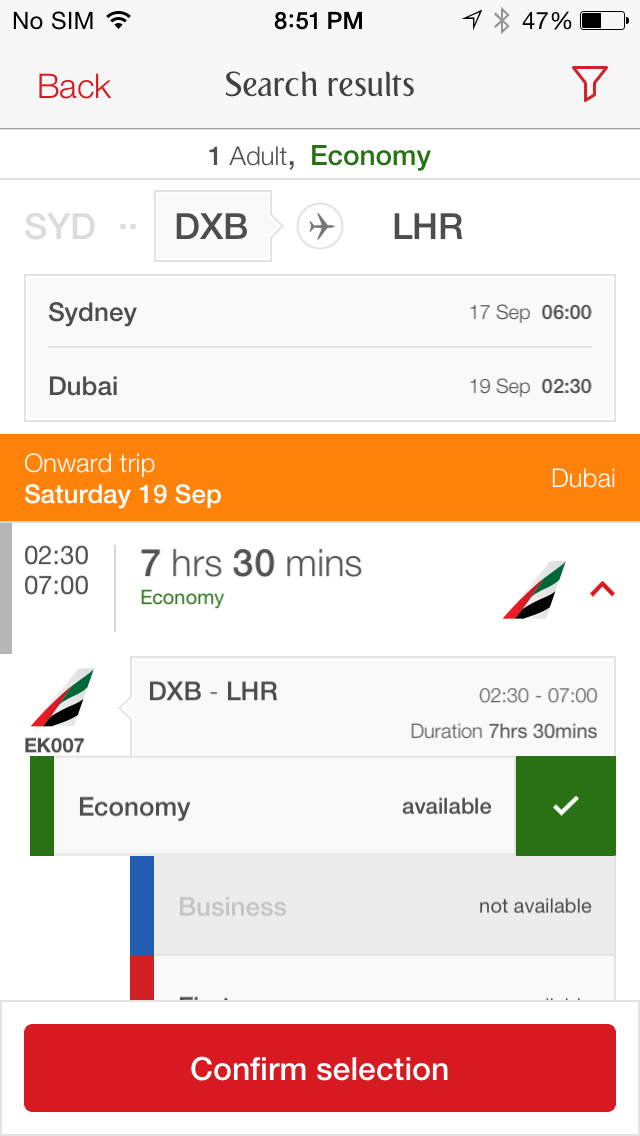 No SIM 8:51 PM 47%
Back Search results
1 Adult, Economy
SYD DXB LHR
Sydney 17 Sep 06:00
Dubai 19 Sep 02:30
Onward trip
Saturday 19 Sep Dubai
02:30 7 hrs 30 mins
07:00 Economy
DXB - LHR 02:30 - 07:00
Duration 7hrs 30mins
EK007
Economy available
Business not available
Confirm selection